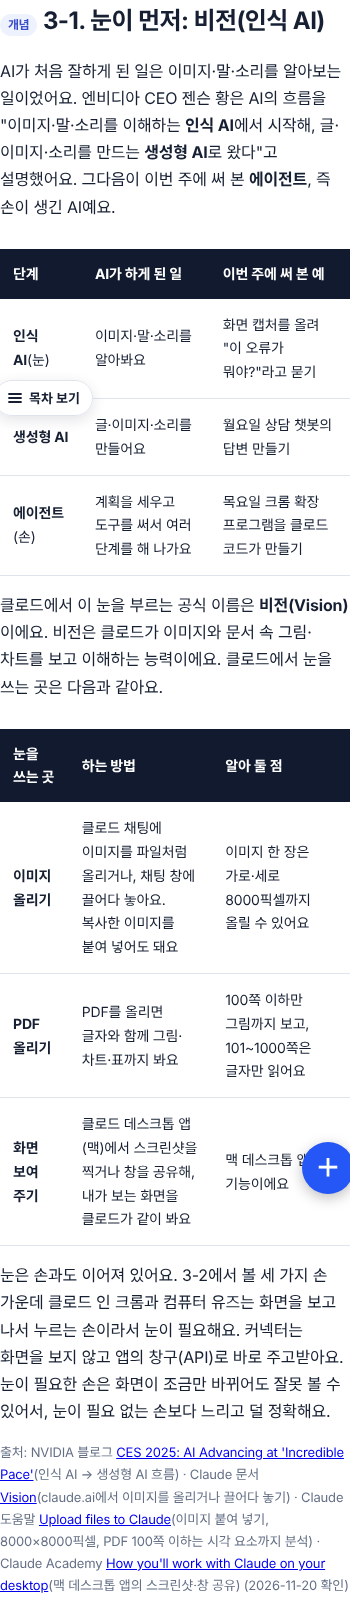 개념 3-1. 눈이 먼저: 비전(인식 AI)
AI가 처음 잘하게 된 일은 이미지·말·소리를 알아보는
일이었어요. 엔비디아 CEO 젠슨 황은 AI의 흐름을
"이미지·말·소리를 이해하는 인식 AI에서 시작해, 글·
이미지·소리를 만드는 생성형 AI로 왔다"고
설명했어요. 그다음이 이번 주에 써 본 에이전트, 즉
손이 생긴 AI예요.
단계 AI가 하게 된 일 이번 주에 써 본 예
인식
AI(눈)
이미지·말·소리를
알아봐요
화면 캡처를 올려
"이 오류가
뭐야?"라고 묻기
목차 보기
생성형 AI
글·이미지·소리를
만들어요
월요일 상담 챗봇의
답변 만들기
에이전트
(손)
계획을 세우고
도구를 써서 여러
단계를 해 나가요
목요일 크롬 확장
프로그램을 클로드
코드가 만들기
클로드에서 이 눈을 부르는 공식 이름은 비전(Vision)
이에요. 비전은 클로드가 이미지와 문서 속 그림·
차트를 보고 이해하는 능력이에요. 클로드에서 눈을
쓰는 곳은 다음과 같아요.
눈을
쓰는 곳
하는 방법
알아 둘 점
이미지
올리기
클로드 채팅에
이미지를 파일처럼
올리거나, 채팅 창에
끌어다 놓아요.
복사한 이미지를
붙여 넣어도 돼요
이미지 한 장은
가로·세로
8000픽셀까지
올릴 수 있어요
PDF
올리기
PDF를 올리면
글자와 함께 그림·
차트·표까지 봐요
100쪽 이하만
그림까지 보고,
101~1000쪽은
글자만 읽어요
화면
보여
주기
클로드 데스크톱 앱
(맥)에서 스크린샷을
찍거나 창을 공유해,
내가 보는 화면을
클로드가 같이 봐요
맥 데스크톱
기능이에요
눈은 손과도 이어져 있어요. 3-2에서 볼 세 가지 손
가운데 클로드 인 크롬과 컴퓨터 유즈는 화면을 보고
나서 누르는 손이라서 눈이 필요해요. 커넥터는
화면을 보지 않고 앱의 창구(API)로 바로 주고받아요.
눈이 필요한 손은 화면이 조금만 바뀌어도 잘못 볼 수
있어서, 눈이 필요 없는 손보다 느리고 덜 정확해요.
출처: NVIDIA 블로그 CES 2025: AI Advancing at 'Incredible
Pace'(인식 AI → 생성형 AI 흐름) · Claude 문서
Vision(claude.ai에서 이미지를 올리거나 끌어다 놓기) · Claude
도움말 Upload files to Claude(이미지 붙여 넣기,
8000×8000픽셀, PDF 100쪽 이하는 시각 요소까지 분석) ·
Claude Academy How you'll work with Claude on your
desktop(맥 데스크톱 앱의 스크린샷·창 공유) (2026-11-20 확인)